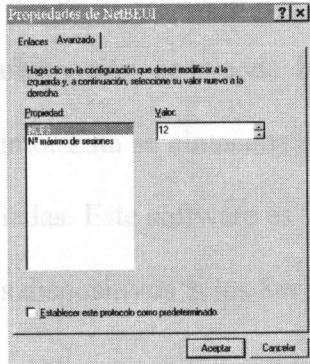 Propiedades de NetBEUI
Enlaces Avanzado
Haga clic en la configuración que desee modificar a la
izquierda y, a continuación, seleccione su valor nuevo a la
derecha.
Propiedad: Valor:
NCBS 12
Nº máximo de sesiones
Establecer este protocolo como predeterminado.
Aceptar Cancelar